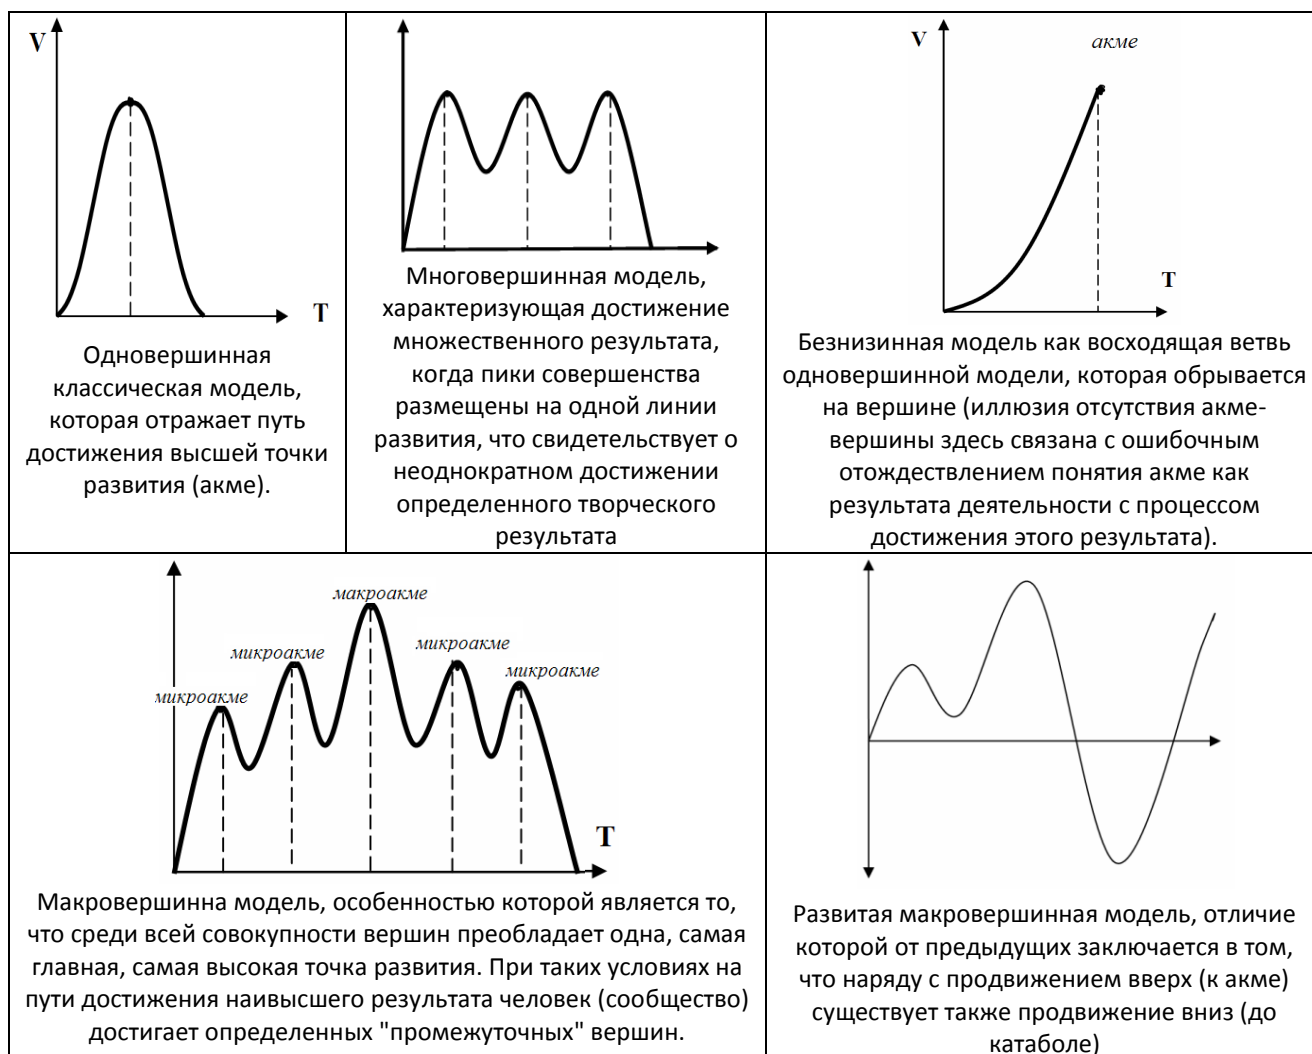 V
T
Одновершинная
классическая модель,
которая отражает путь
достижения высшей точки
развития (акме).
Многовершинная модель,
характеризующая достижение
множественного результата,
когда пики совершенства
размещены на одной линии
развития, что свидетельствует о
неоднократном достижении
определенного творческого
результата
V
акме
T
Безнизинная модель как восходящая ветвь
одновершинной модели, которая обрывается
на вершине (иллюзия отсутствия акме-
вершины здесь связана с ошибочным
отождествлением понятия акме как
результата деятельности с процессом
достижения этого результата).
микроакме
микроакме
макроакме
микроакме
микроакме
T
Макровершинна модель, особенностью которой является то,
что среди всей совокупности вершин преобладает одна, самая
главная, самая высокая точка развития. При таких условиях на
пути достижения наивысшего результата человек (сообщество)
достигает определенных "промежуточных" вершин.
Развитая макровершинная модель, отличие
которой от предыдущих заключается в том,
что наряду с продвижением вверх (к акме)
существует также продвижение вниз (до
катаболе)